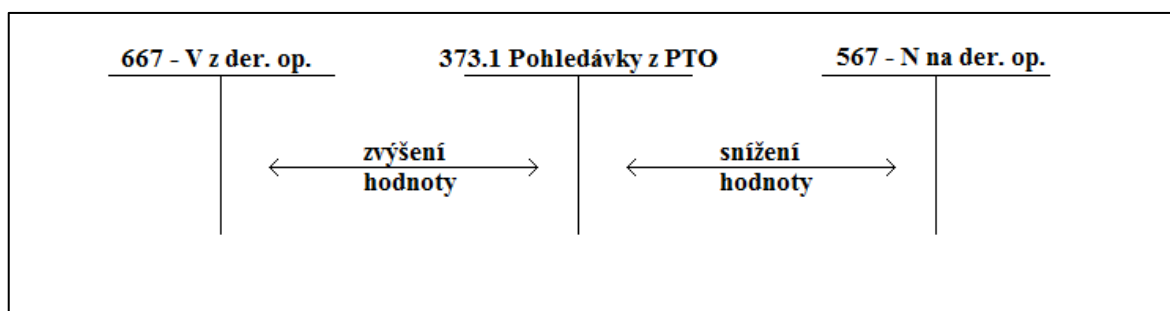 667 - V z der. op.
373.1 Pohledávky z PTO
567 - N na der. op.
zvýšení
hodnoty
snížení
hodnoty